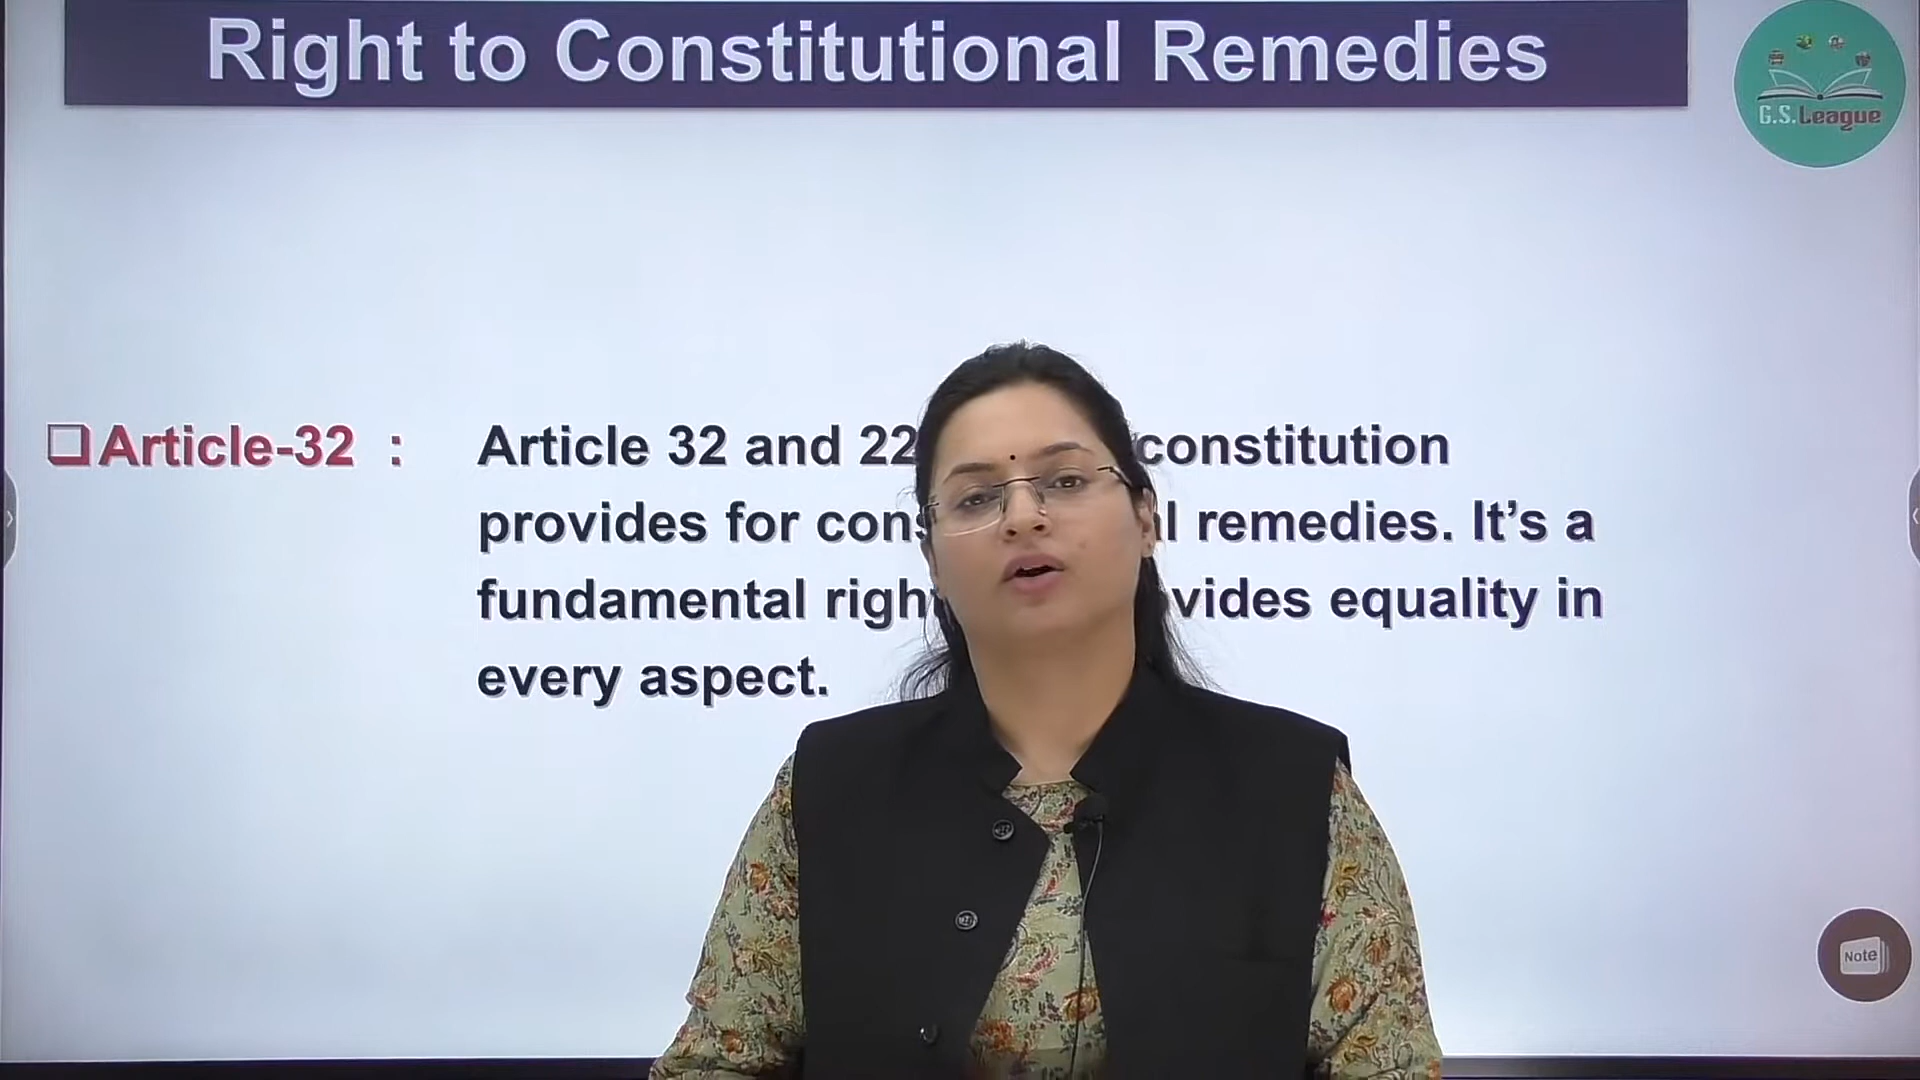 Right to Constitutional Remedies
G.S. League
❑Article-32 : Article 32 and 22 constitution
provides for cons l remedies. It’s a
fundamental righ vides equality in
every aspect.
Note